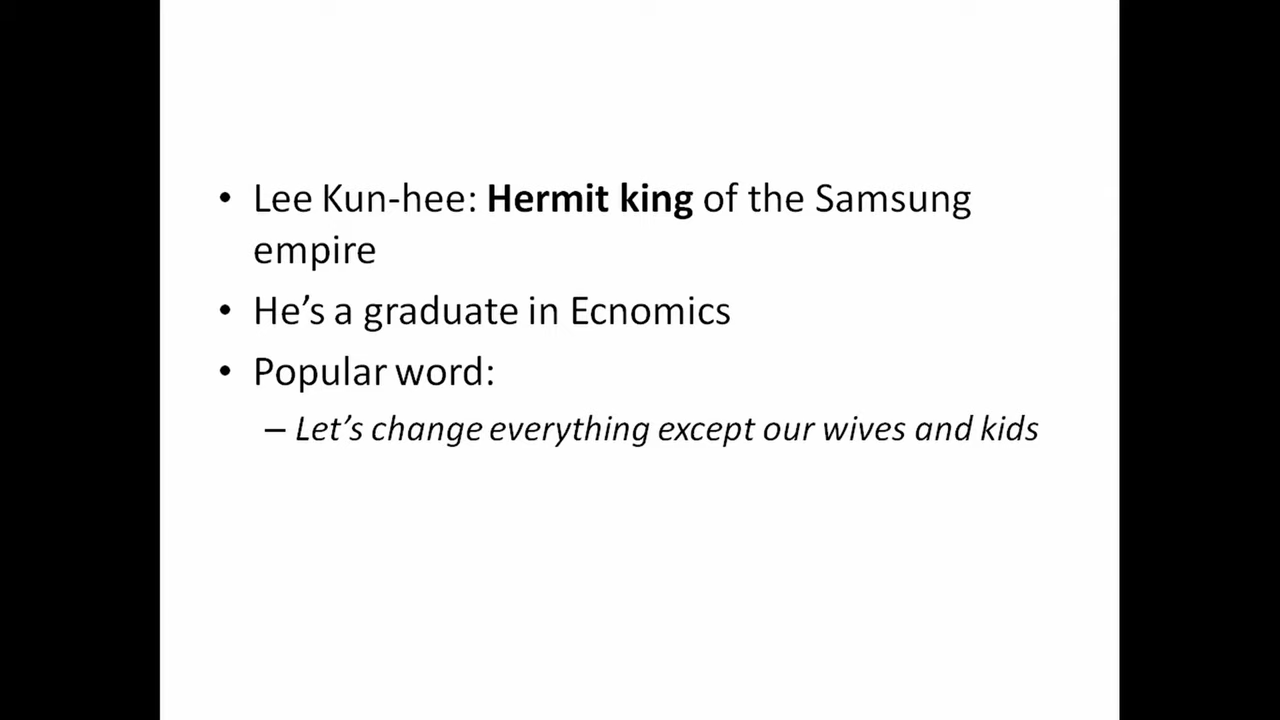 • Lee Kun-hee: Hermit king of the Samsung
empire
• He’s a graduate in Ecnomics
• Popular word:
– Let’s change everything except our wives and kids